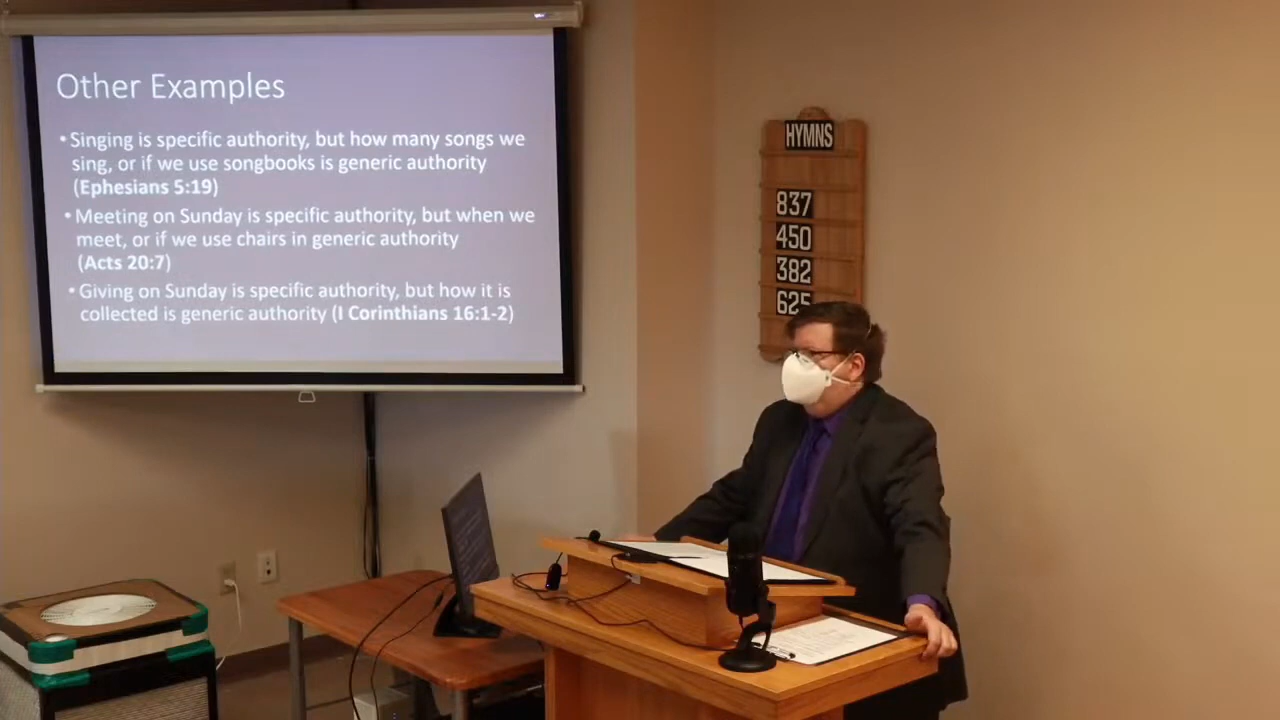 Other Examples
• Singing is specific authority, but how many songs we
sing, or if we use songbooks is generic authority
(Ephesians 5:19)
• Meeting on Sunday is specific authority, but when we
meet, or if we use chairs in generic authority
(Acts 20:7)
• Giving on Sunday is specific authority, but how it is
collected is generic authority (I Corinthians 16:1-2)
HYMNS
837
450
382
625